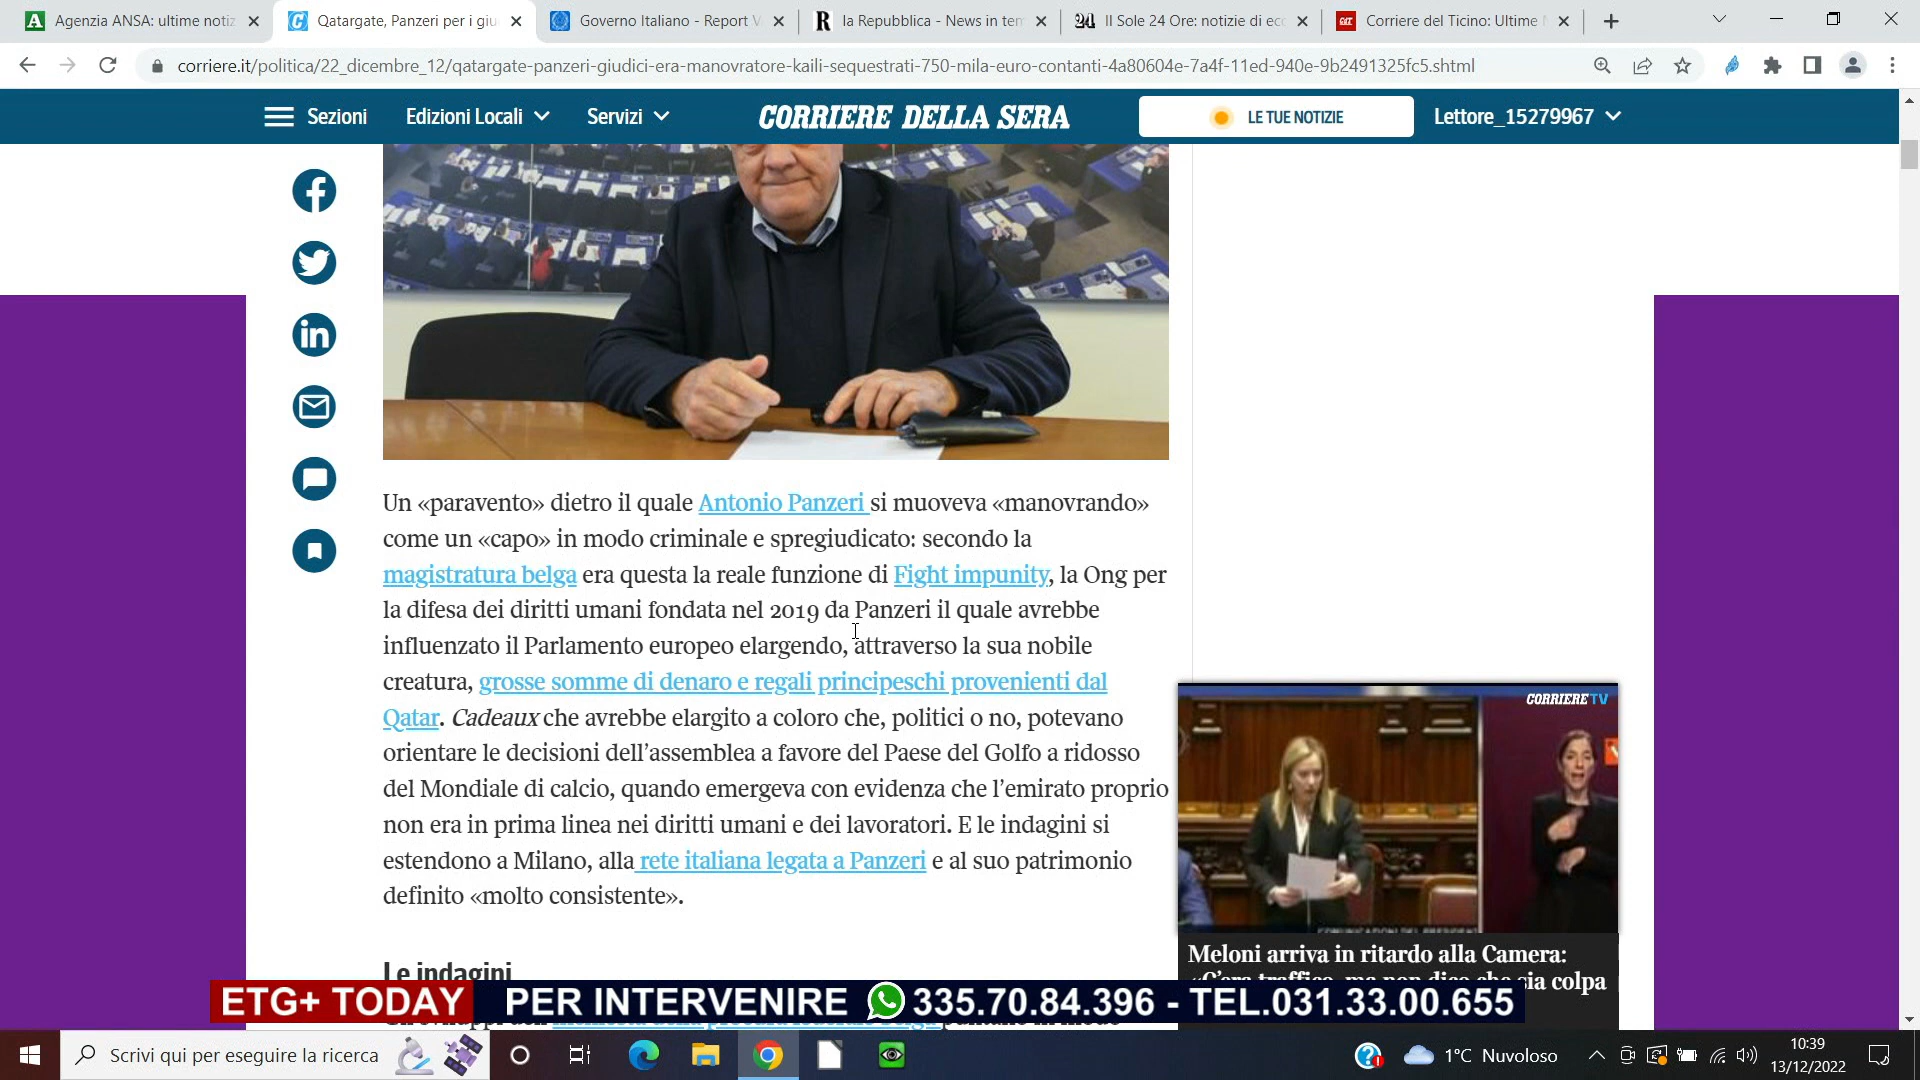 Agenzia ANSA: ultime notiz
Qatargate, Panzeri per i giu
Governo Italiano - Report V
la Repubblica - News in tem
Il Sole 24 Ore: notizie di ec
Corriere del Ticino: Ultime
corriere.it/politica/22_dicembre_12/qatargate-panzeri-giudici-era-manovratore-kaili-sequestrati-750-mila-euro-contanti-4a80604e-7a4f-11ed-940e-9b2491325fc5.shtml
Sezioni
Edizioni Locali
Servizi
CORRIERE DELLA SERA
LE TUE NOTIZIE
Lettore_15279967
Un «paravento» dietro il quale Antonio Panzeri si muoveva «manovrando»
come un «capo» in modo criminale e spregiudicato: secondo la
magistratura belga era questa la reale funzione di Fight impunity, la Ong per
la difesa dei diritti umani fondata nel 2019 da Panzeri il quale avrebbe
influenzato il Parlamento europeo elargendo, attraverso la sua nobile
creatura, grosse somme di denaro e regali principeschi provenienti dal
Qatar. Cadeaux che avrebbe elargito a coloro che, politici o no, potevano
orientare le decisioni dell'assemblea a favore del Paese del Golfo a ridosso
del Mondiale di calcio, quando emergeva con evidenza che l'emirato proprio
non era in prima linea nei diritti umani e dei lavoratori. E le indagini si
estendono a Milano, alla rete italiana legata a Panzeri e al suo patrimonio
definito «molto consistente».
CORRIERE TV
Meloni arriva in ritardo alla Camera:
«C'era traffico, ma non dico che sia colpa
Le indagini
ETG+ TODAY PER INTERVENIRE 335.70.84.396 - TEL.031.33.00.655
Scrivi qui per eseguire la ricerca
1°C Nuvoloso
10:39
13/12/2022